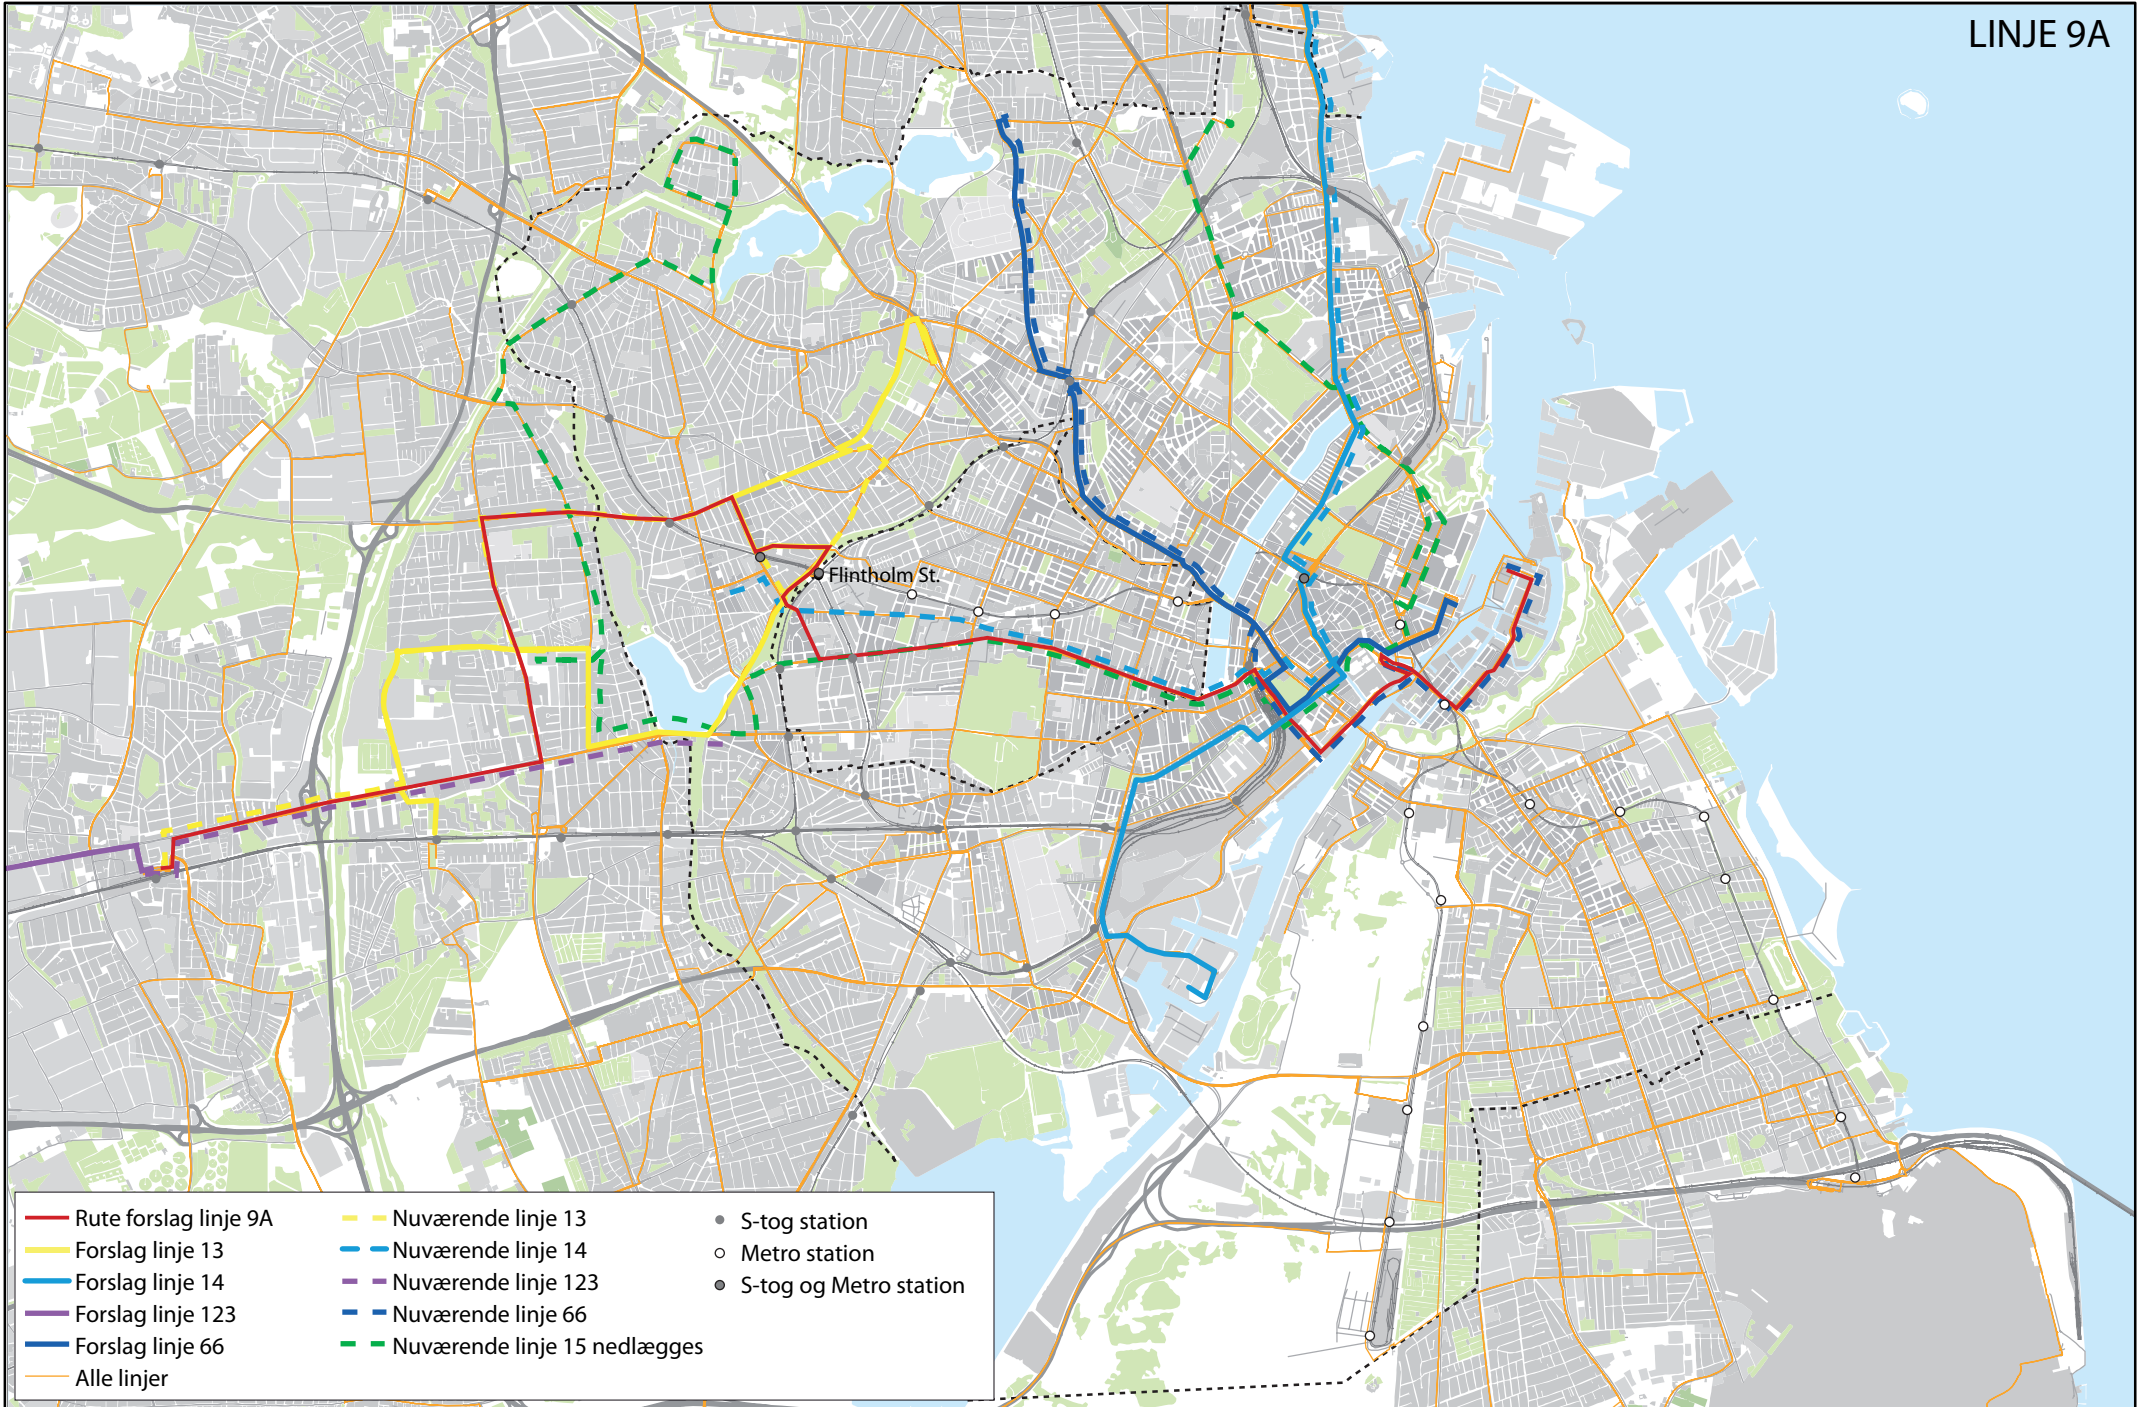 LINJE 9A
Flintholm St.
Rute forslag linje 9A
Forslag linje 13
Forslag linje 14
Forslag linje 123
Forslag linje 66
Alle linjer
Nuværende linje 13
Nuværende linje 14
Nuværende linje 123
Nuværende linje 66
Nuværende linje 15 nedlægges
S-tog station
Metro station
S-tog og Metro station